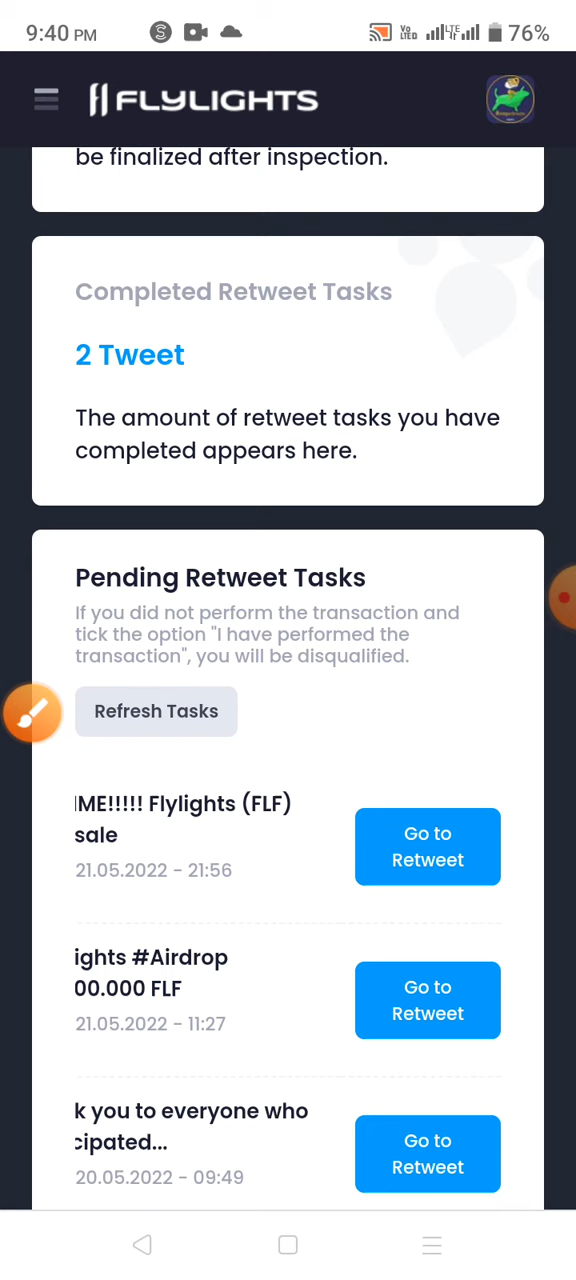 9:40 PM
76%
FLYLIGHTS
be finalized after inspection.
Completed Retweet Tasks
2 Tweet
The amount of retweet tasks you have
completed appears here.
Pending Retweet Tasks
If you did not perform the transaction and
tick the option "I have performed the
transaction", you will be disqualified.
Refresh Tasks
IME!!!!! Flylights (FLF)
sale
21.05.2022 - 21:56
Go to
Retweet
ights #Airdrop
00.000 FLF
21.05.2022 - 11:27
Go to
Retweet
k you to everyone who
cipated...
20.05.2022 - 09:49
Go to
Retweet